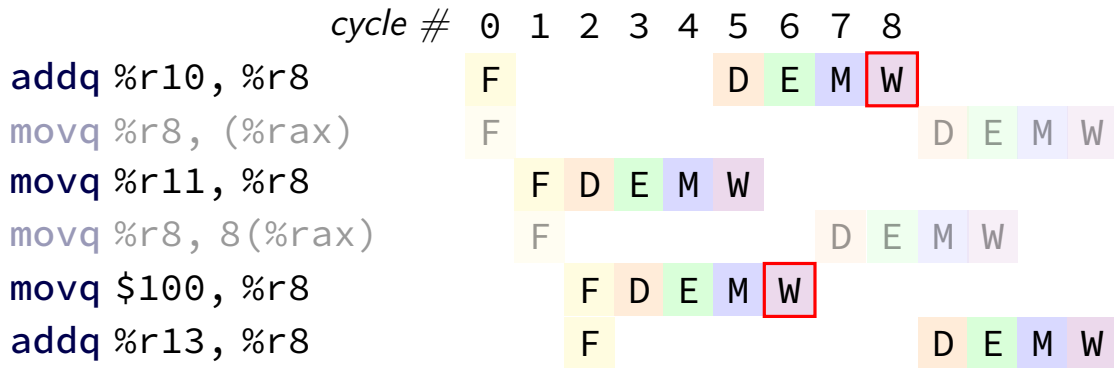 cycle # 0 1 2 3 4 5 6 7 8
addq %r10, %r8 F D E M W
movq %r8, (%rax) F D E M W
movq %r11, %r8 F D E M W
movq %r8, 8(%rax) F D E M W
movq $100, %r8 F D E M W
addq %r13, %r8 F D E M W